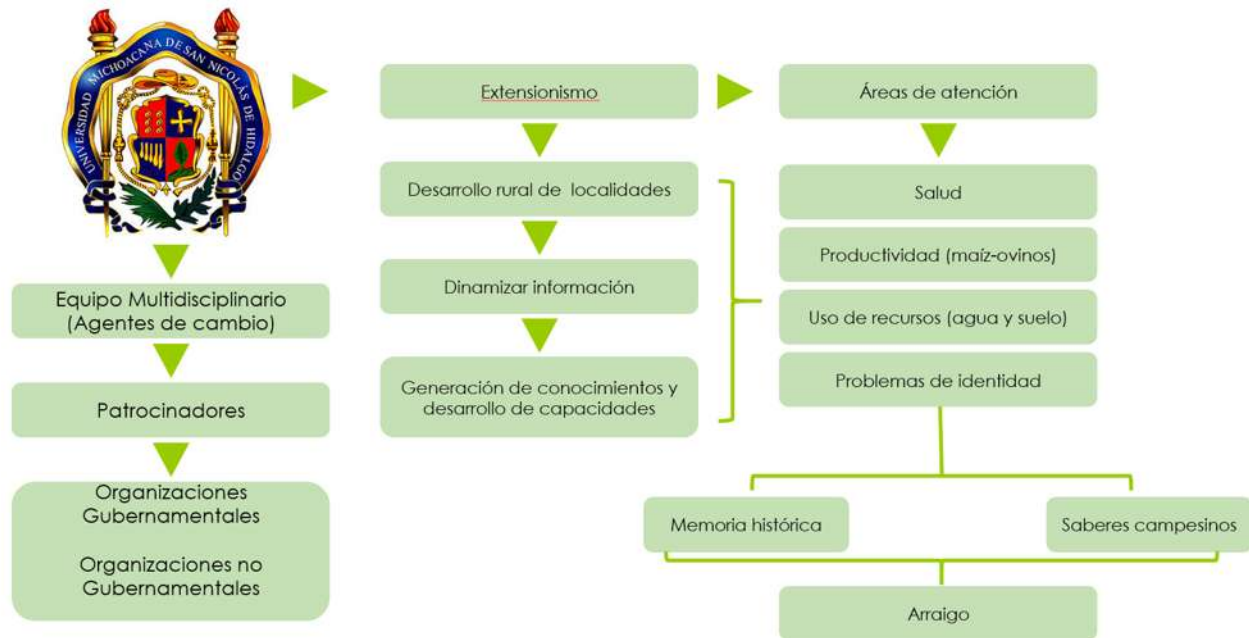 UNIVERSIDAD MICHOACANA DE SAN NICOLÁS DE HIDALGO
Equipo Multidisciplinario
(Agentes de cambio)
Patrocinadores
Organizaciones
Gubernamentales
Organizaciones no
Gubernamentales
Extensionismo
Desarrollo rural de localidades
Dinamizar información
Generación de conocimientos y
desarrollo de capacidades
Áreas de atención
Salud
Productividad (maíz-ovinos)
Uso de recursos (agua y suelo)
Problemas de identidad
Memoria histórica
Saberes campesinos
Arraigo